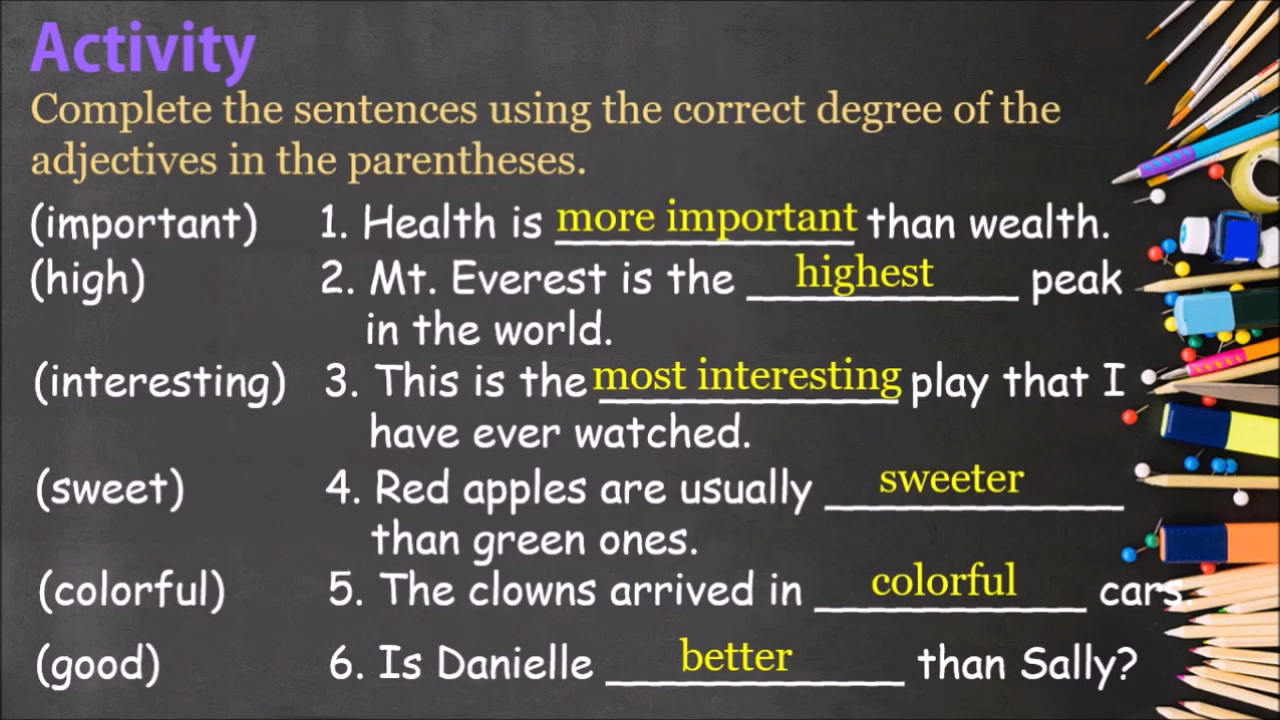 Activity
Complete the sentences using the correct degree of the
adjectives in the parentheses.
(important) 1. Health is more important than wealth.
(high) 2. Mt. Everest is the highest peak
in the world.
(interesting) 3. This is the most interesting play that I
have ever watched.
(sweet) 4. Red apples are usually sweeter
than green ones.
(colorful) 5. The clowns arrived in colorful cars.
(good) 6. Is Danielle better than Sally?